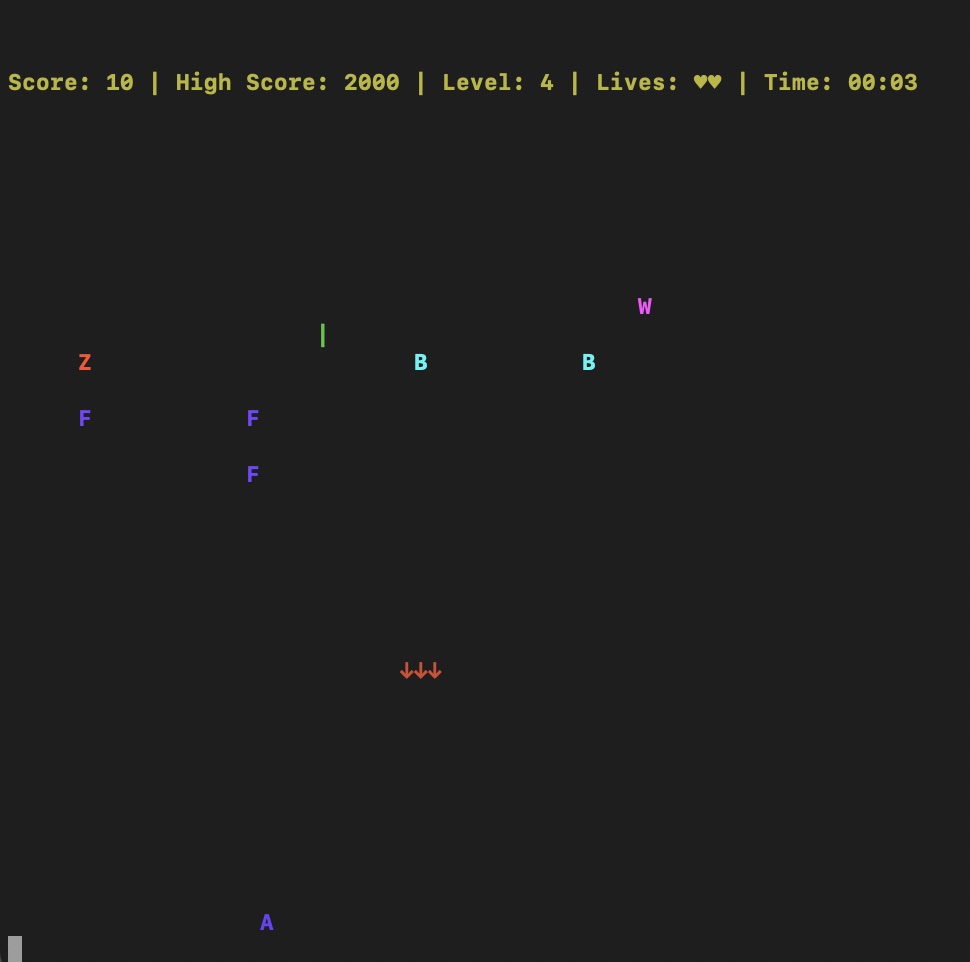 Score: 10 | High Score: 2000 | Level: 4 | Lives: ♥♥ | Time: 00:03
W
|
Z B B
F F
F
↓↓↓
A